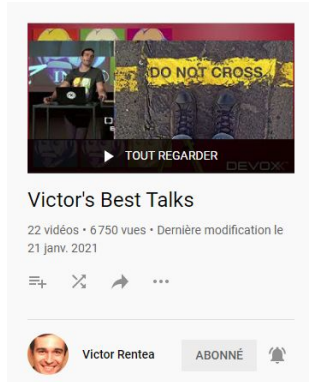 DO NOT CROSS
TOUT REGARDER
DEVOXX
Victor's Best Talks
22 vidéos • 6 750 vues • Dernière modification le
21 janv. 2021
Victor Rentea
ABONNÉ